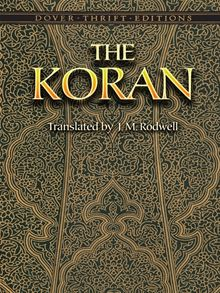 DOVER · THRIFT · EDITIONS
THE
KORAN
Translated by J. M. Rodwell